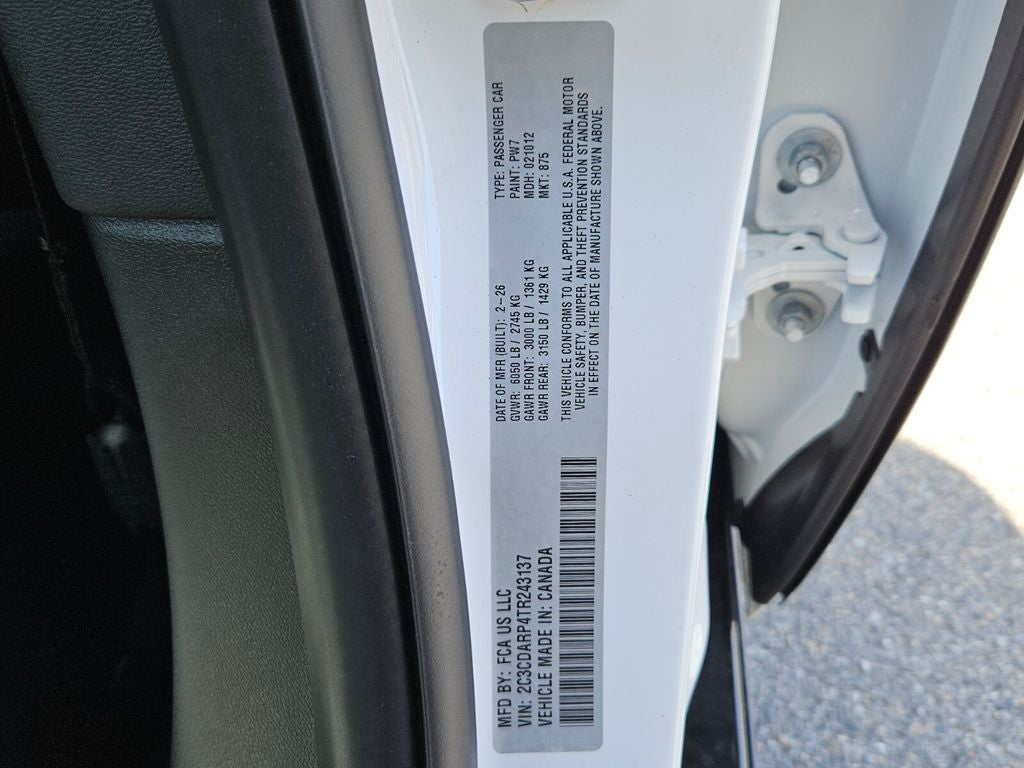 MFD BY: FCA US LLC
VIN: 2C3CDARP4TR243137
VEHICLE MADE IN: CANADA
DATE OF MFR (BUILT): 2-26
GVWR: 6050 LB / 2745 KG
GAWR FRONT: 3000 LB / 1361 KG
GAWR REAR: 3150 LB / 1429 KG
TYPE: PASSENGER CAR
PAINT: PW7
MDH: 021012
MKT: 875
THIS VEHICLE CONFORMS TO ALL APPLICABLE U.S.A. FEDERAL MOTOR
VEHICLE SAFETY, BUMPER, AND THEFT PREVENTION STANDARDS
IN EFFECT ON THE DATE OF MANUFACTURE SHOWN ABOVE.